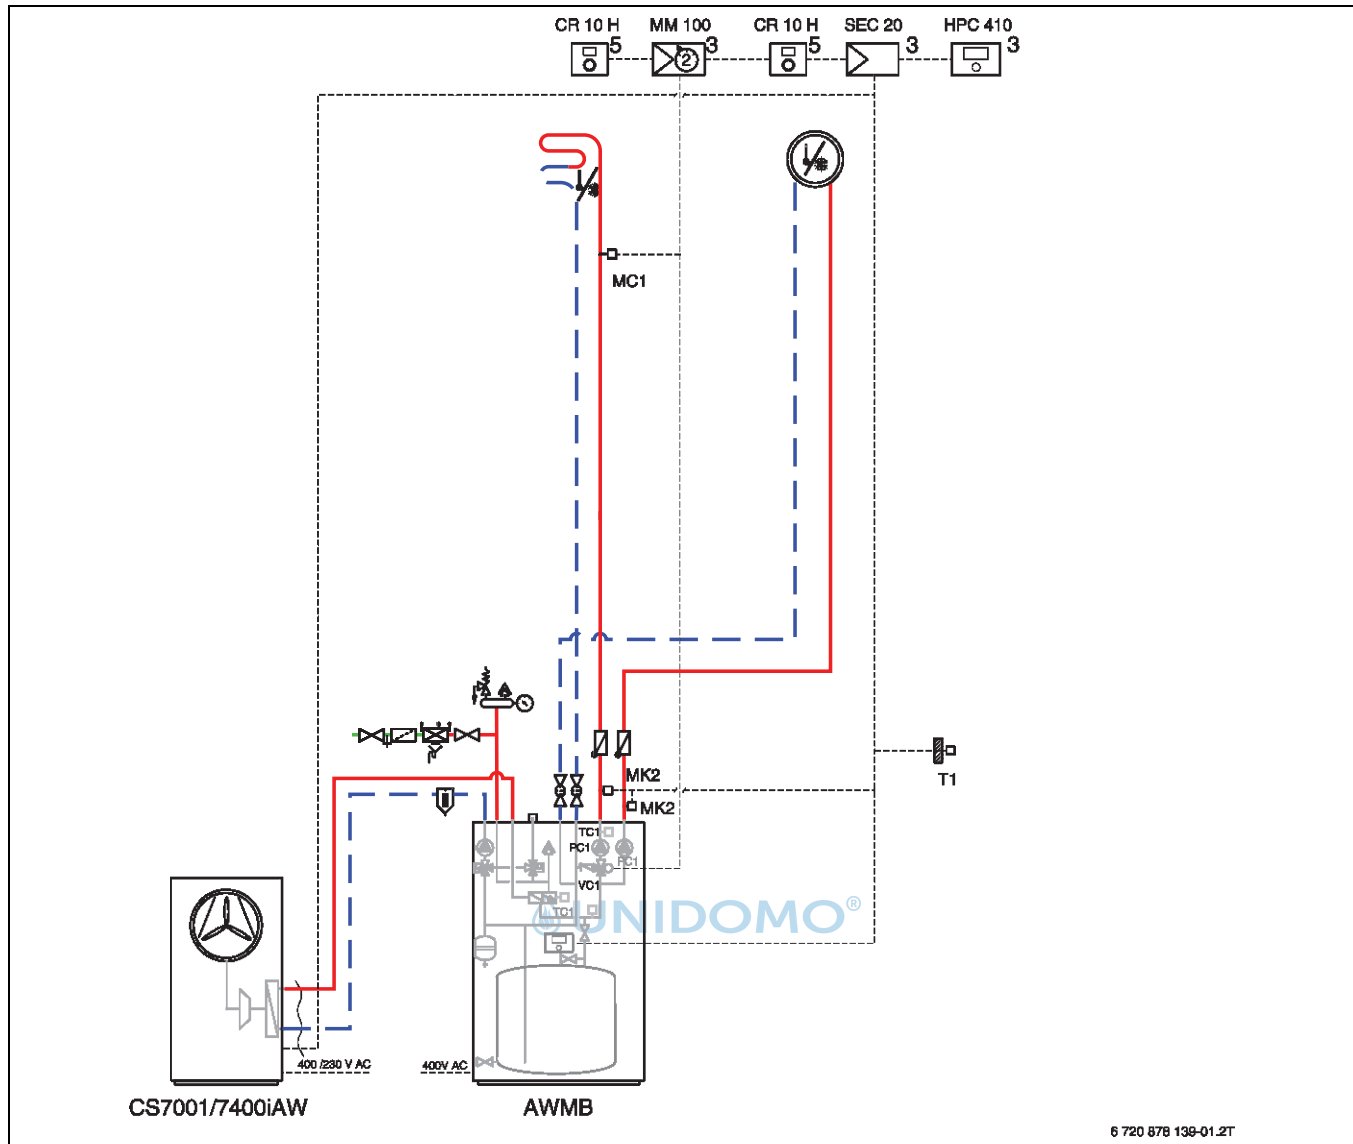 CR 10 H MM 100 CR 10 H SEC 20 HPC 410
5 3 5 3 3
2
MC1
MK2
T1
MK2
TC1
PC1
PC1
VC1
TC1
UNIDOMO®
400 /230 V AC
400V AC
CS7001/7400iAW
AWMB
6 720 878 139-01.2T